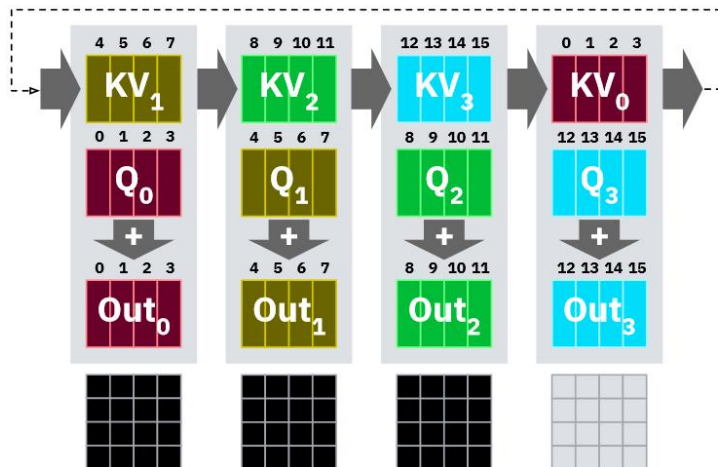 4 5 6 7 8 9 10 11 12 13 14 15 0 1 2 3
KV1 KV2 KV3 KV0
0 1 2 3 4 5 6 7 8 9 10 11 12 13 14 15
Q0 Q1 Q2 Q3
+ + + +
0 1 2 3 4 5 6 7 8 9 10 11 12 13 14 15
Out0 Out1 Out2 Out3